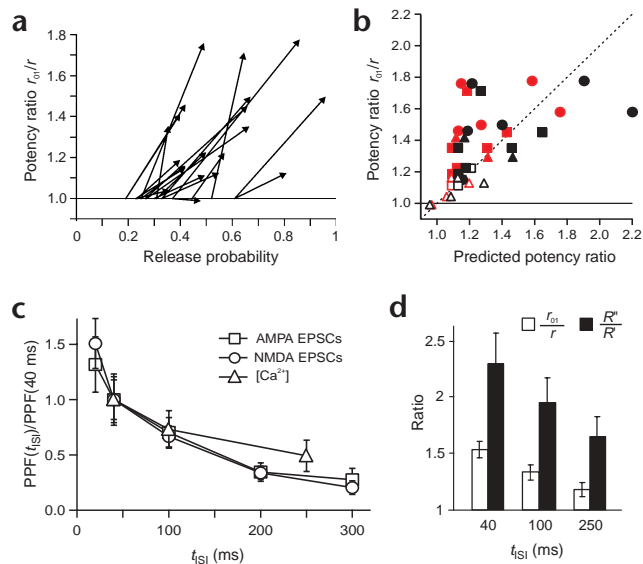 a
Potency ratio r01/r
1.8
1.6
1.4
1.2
1.0
0
0.2
0.4
0.6
0.8
1
Release probability
b
Potency ratio r01/r
2.2
2.0
1.8
1.6
1.4
1.2
1.0
1.0
1.2
1.4
1.6
1.8
2.0
2.2
Predicted potency ratio
c
PPF(tISI)/PPF(40 ms)
1.5
1.0
0.5
0
AMPA EPSCs
NMDA EPSCs
[Ca2+]
0
100
200
300
tISI (ms)
d
r01/r
R"/R'
Ratio
2.5
2
1.5
1
40
100
250
tISI (ms)